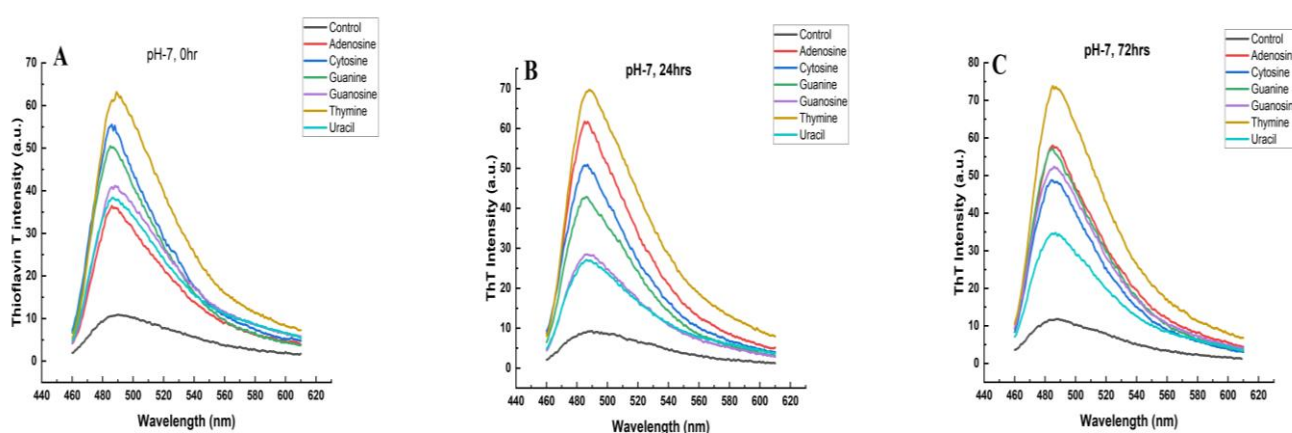 A
pH-7, 0hr
Control
Adenosine
Cytosine
Guanine
Guanosine
Thymine
Uracil
Thioflavin T intensity (a.u.)
70
60
50
40
30
20
10
0
440 460 480 500 520 540 560 580 600 620
Wavelength (nm)
B
pH-7, 24hrs
Control
Adenosine
Cytosine
Guanine
Guanosine
Thymine
Uracil
ThT Intensity (a.u.)
70
60
50
40
30
20
10
0
440 460 480 500 520 540 560 580 600 620
Wavelength (nm)
C
pH-7, 72hrs
Control
Adenosin
Cytosine
Guanine
Guanosin
Thymine
Uracil
ThT Intensity (a.u.)
80
70
60
50
40
30
20
10
0
440 460 480 500 520 540 560 580 600 620
Wavelength (nm)